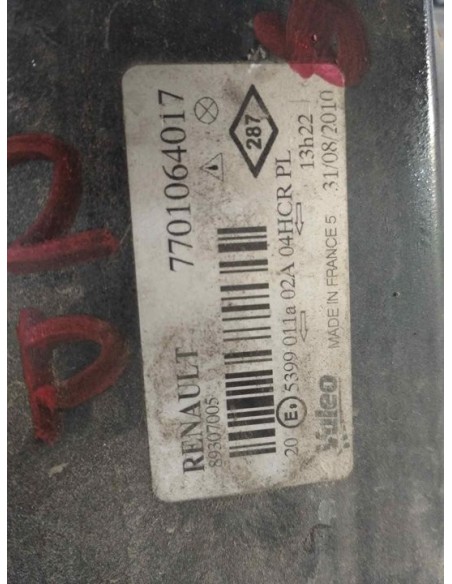 RENAULT 7701064017
89307005
287
20 E 5399 011a 02A 04HCR PL 13h22
Valeo MADE IN FRANCE 5 31/08/2010